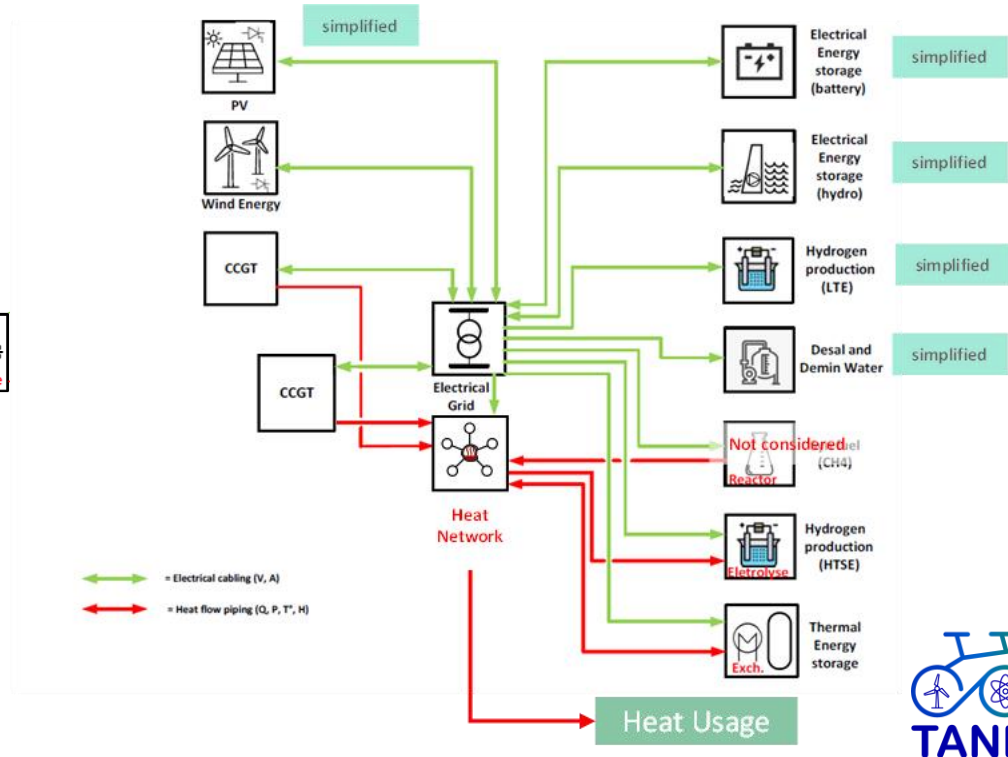 simplified
PV
Wind Energy
CCGT
CCGT
Electrical
Grid
Heat
Network
Electrical
Energy
storage
(battery)
simplified
Electrical
Energy
storage
(hydro)
simplified
Hydrogen
production
(LTE)
simplified
Desal and
Demin Water
simplified
Not considered
(CH4)
Reactor
Hydrogen
production
(HTSE)
Eletrolyse
Thermal
Energy
storage
Exch.
= Electrical cabling (V, A)
= Heat flow piping (Q, P, T°, H)
Heat Usage